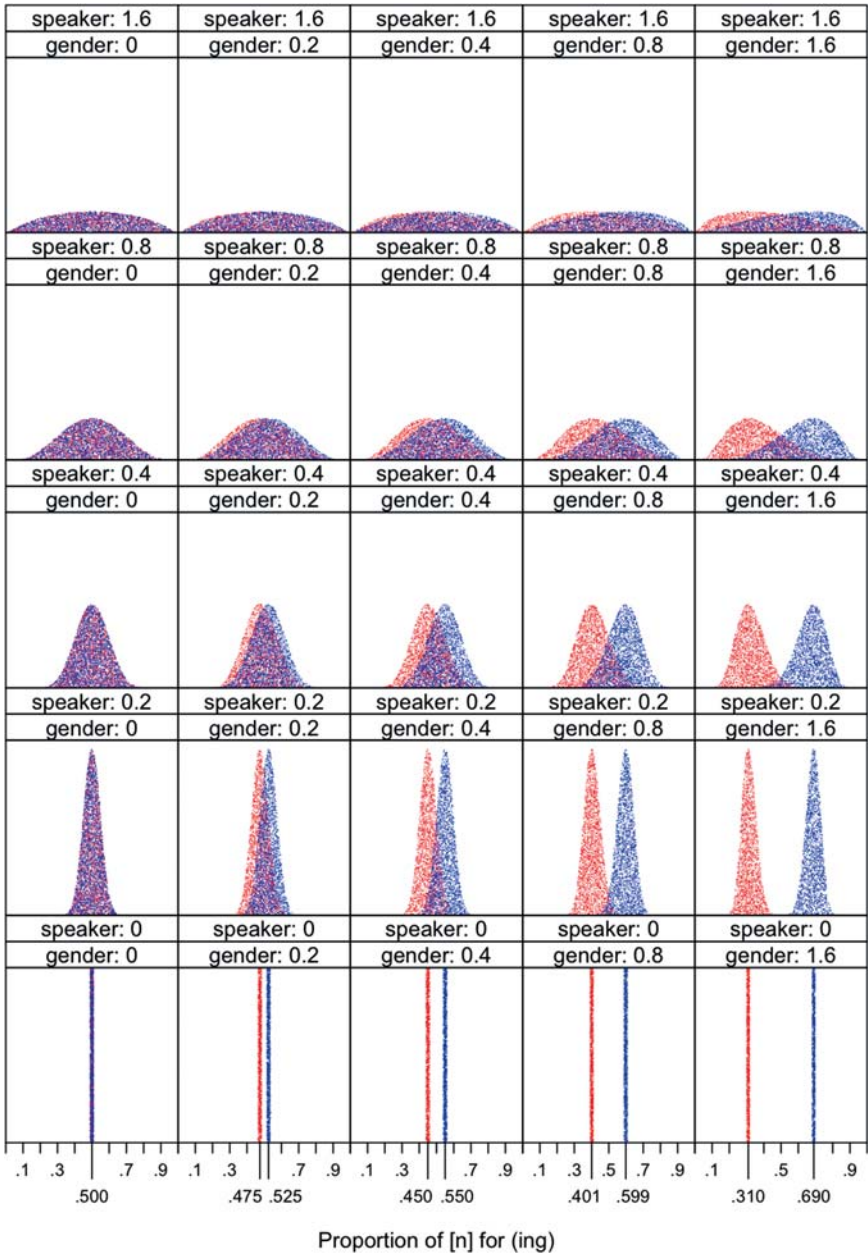 speaker: 1.6 speaker: 1.6 speaker: 1.6 speaker: 1.6 speaker: 1.6
gender: 0 gender: 0.2 gender: 0.4 gender: 0.8 gender: 1.6
speaker: 0.8 speaker: 0.8 speaker: 0.8 speaker: 0.8 speaker: 0.8
gender: 0 gender: 0.2 gender: 0.4 gender: 0.8 gender: 1.6
speaker: 0.4 speaker: 0.4 speaker: 0.4 speaker: 0.4 speaker: 0.4
gender: 0 gender: 0.2 gender: 0.4 gender: 0.8 gender: 1.6
speaker: 0.2 speaker: 0.2 speaker: 0.2 speaker: 0.2 speaker: 0.2
gender: 0 gender: 0.2 gender: 0.4 gender: 0.8 gender: 1.6
speaker: 0 speaker: 0 speaker: 0 speaker: 0 speaker: 0
gender: 0 gender: 0.2 gender: 0.4 gender: 0.8 gender: 1.6
.1 .3 .7 .9 .1 .3 .7 .9 .1 .3 .7 .9 .1 .3 .5 .7 .9 .1 .5 .9
.500 .475 .525 .450 .550 .401 .599 .310 .690
Proportion of [n] for (ing)